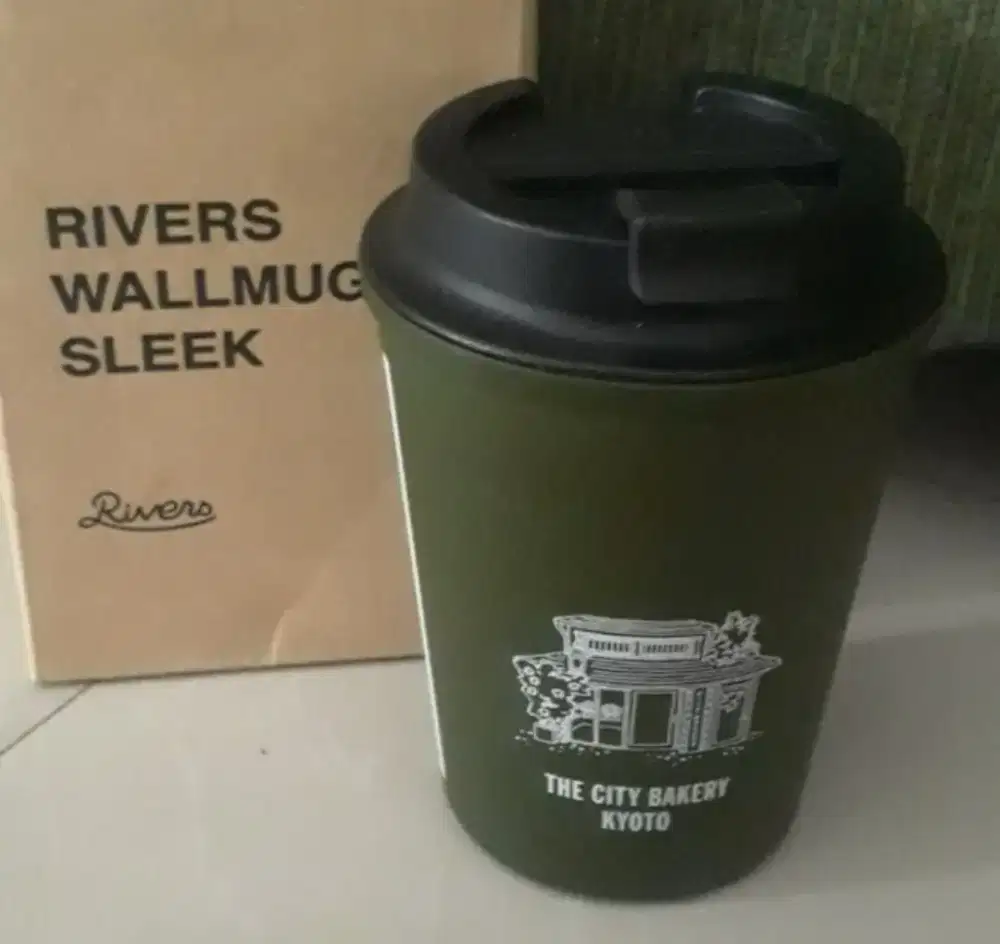 RIVERS
WALLMUG
SLEEK
Rivers
THE CITY BAKERY
KYOTO